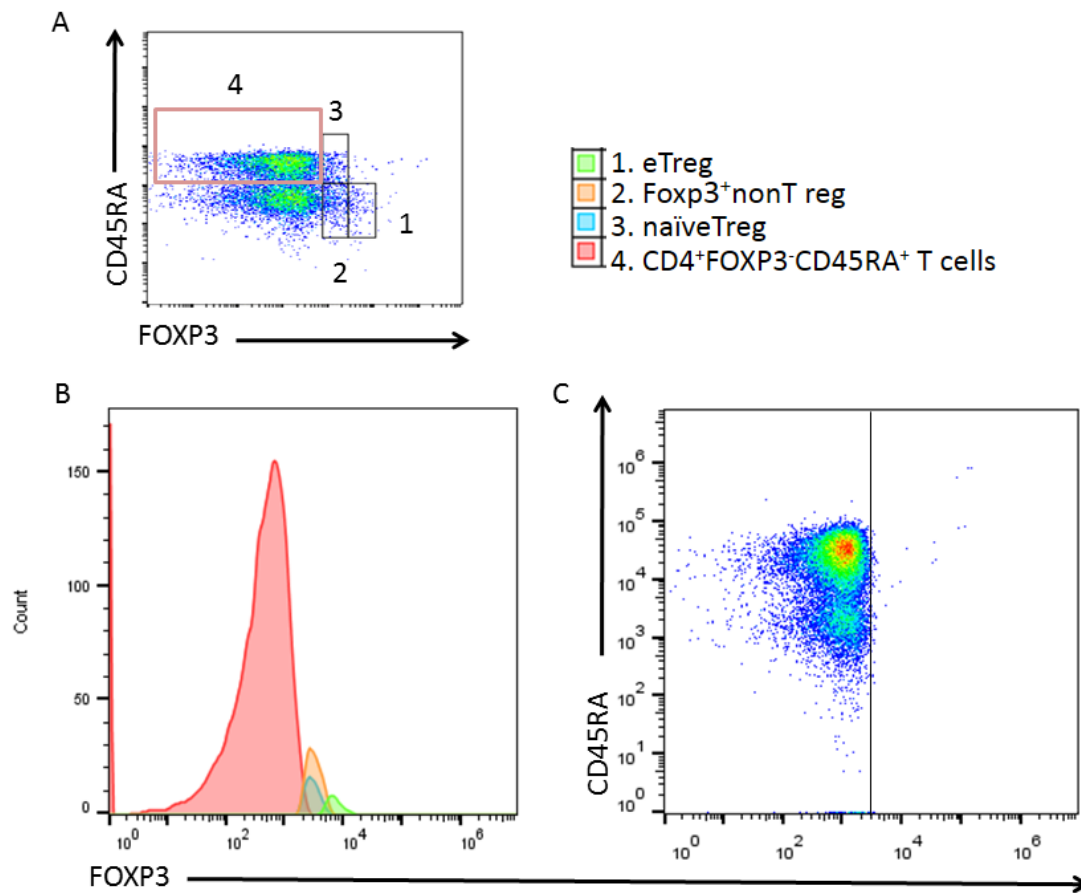 A
4
3
1
2
CD45RA
FOXP3
1. eTreg
2. Foxp3⁺nonT reg
3. naïveTreg
4. CD4⁺FOXP3⁻CD45RA⁺ T cells
B
150
100
50
0
Count
10⁰ 10² 10³ 10⁴ 10⁶
FOXP3
C
10⁶
10⁵
10⁴
10³
10²
10¹
10⁰
CD45RA
10⁰ 10² 10⁴ 10⁶